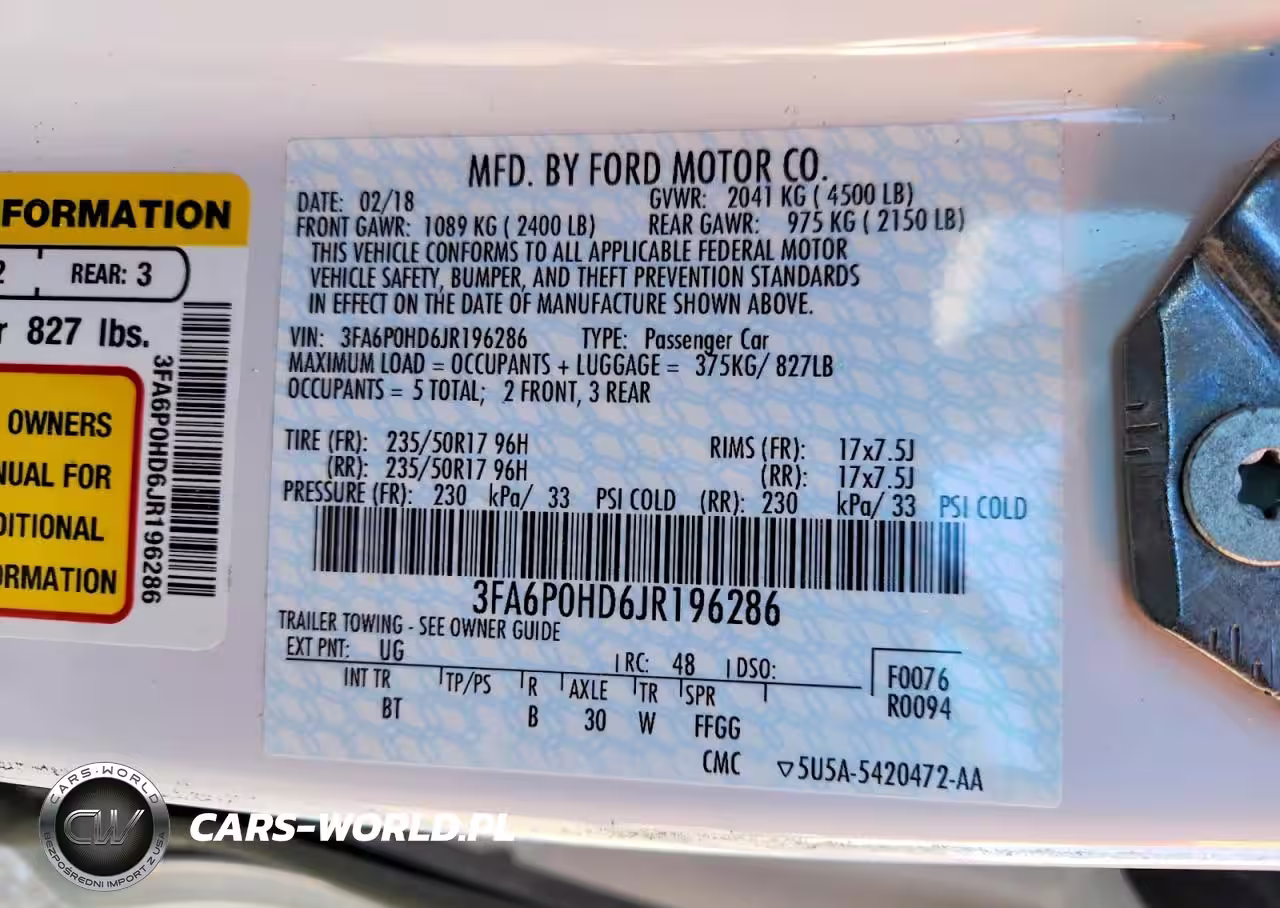 FORMATION
2 REAR: 3
827 lbs.
OWNERS
NUAL FOR
DITIONAL
ORMATION
3FA6P0HD6JR196286
MFD. BY FORD MOTOR CO.
DATE: 02/18 GVWR: 2041 KG ( 4500 LB)
FRONT GAWR: 1089 KG ( 2400 LB) REAR GAWR: 975 KG ( 2150 LB)
THIS VEHICLE CONFORMS TO ALL APPLICABLE FEDERAL MOTOR
VEHICLE SAFETY, BUMPER, AND THEFT PREVENTION STANDARDS
IN EFFECT ON THE DATE OF MANUFACTURE SHOWN ABOVE.
VIN: 3FA6P0HD6JR196286 TYPE: Passenger Car
MAXIMUM LOAD = OCCUPANTS + LUGGAGE = 375KG/ 827LB
OCCUPANTS = 5 TOTAL; 2 FRONT, 3 REAR
TIRE (FR): 235/50R17 96H RIMS (FR): 17x7.5J
(RR): 235/50R17 96H (RR): 17x7.5J
PRESSURE (FR): 230 kPa/ 33 PSI COLD (RR): 230 kPa/ 33 PSI COLD
3FA6P0HD6JR196286
TRAILER TOWING - SEE OWNER GUIDE
EXT PNT: UG RC: 48 DSO:
F0076
R0094
INT TR TP/PS R AXLE TR SPR
BT B 30 W FFGG
CMC ▽5U5A-5420472-AA
CARS-WORLD
CW
BEZPOŚREDNI IMPORT Z USA
CARS-WORLD.PL